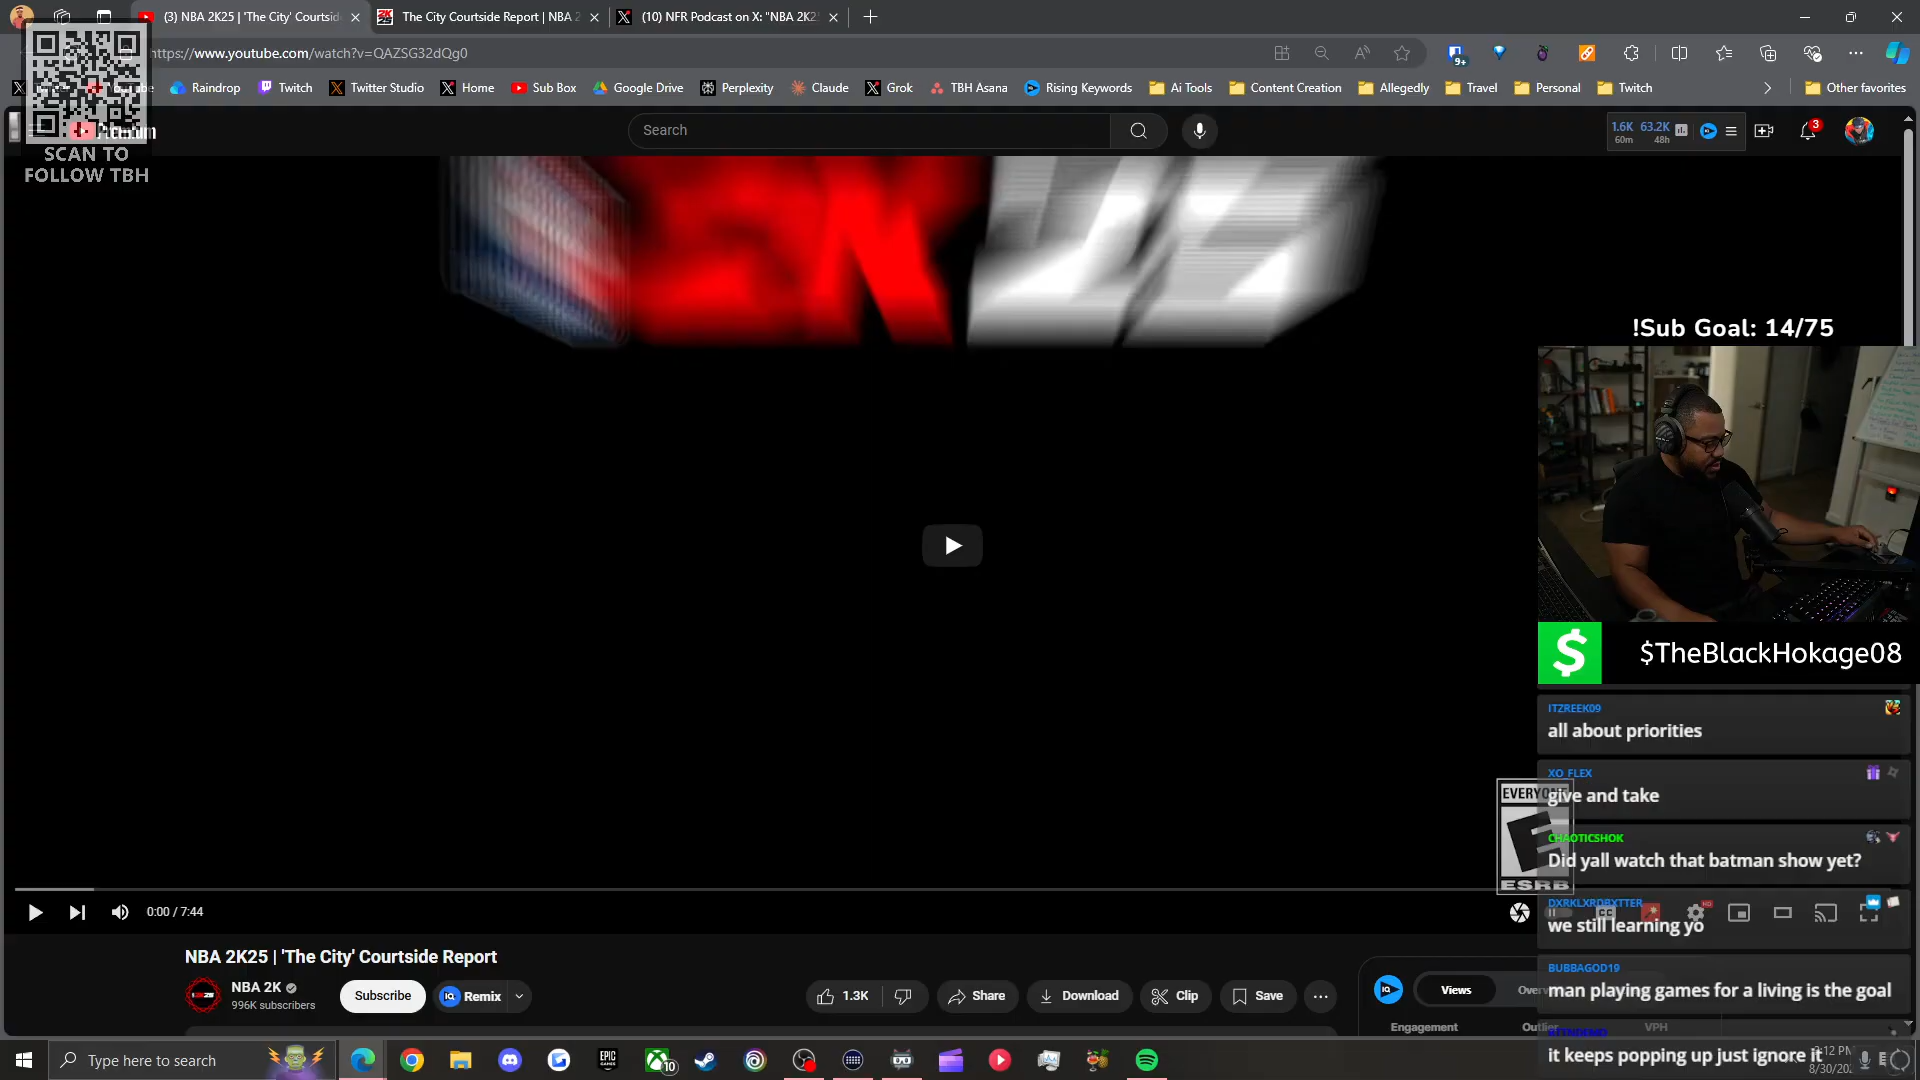 (3) NBA 2K25 | 'The City' Courtsid
The City Courtside Report | NBA 2
(10) NFR Podcast on X: "NBA 2K25
https://www.youtube.com/watch?v=QAZSG32dQg0
9+
Raindrop
Twitch
Twitter Studio
Home
Sub Box
Google Drive
Perplexity
Claude
Grok
TBH Asana
Rising Keywords
Ai Tools
Content Creation
Allegedly
Travel
Personal
Twitch
Other favorites
SCAN TO
FOLLOW TBH
Search
1.6K 63.2K
60m 48h
3
!Sub Goal: 14/75
$TheBlackHokage08
ITZREEK09
all about priorities
XO_FLEX
give and take
CHAOTICSHOK
Did yall watch that batman show yet?
we still learning yo
BUBBAGOD19
man playing games for a living is the goal
it keeps popping up just ignore it
EVERYONE
E
ESRB
0:00 / 7:44
NBA 2K25 | 'The City' Courtside Report
NBA 2K
996K subscribers
Subscribe
Remix
1.3K
Share
Download
Clip
Save
Views
Engagement
VPH
Type here to search
EPIC
GAMES
10